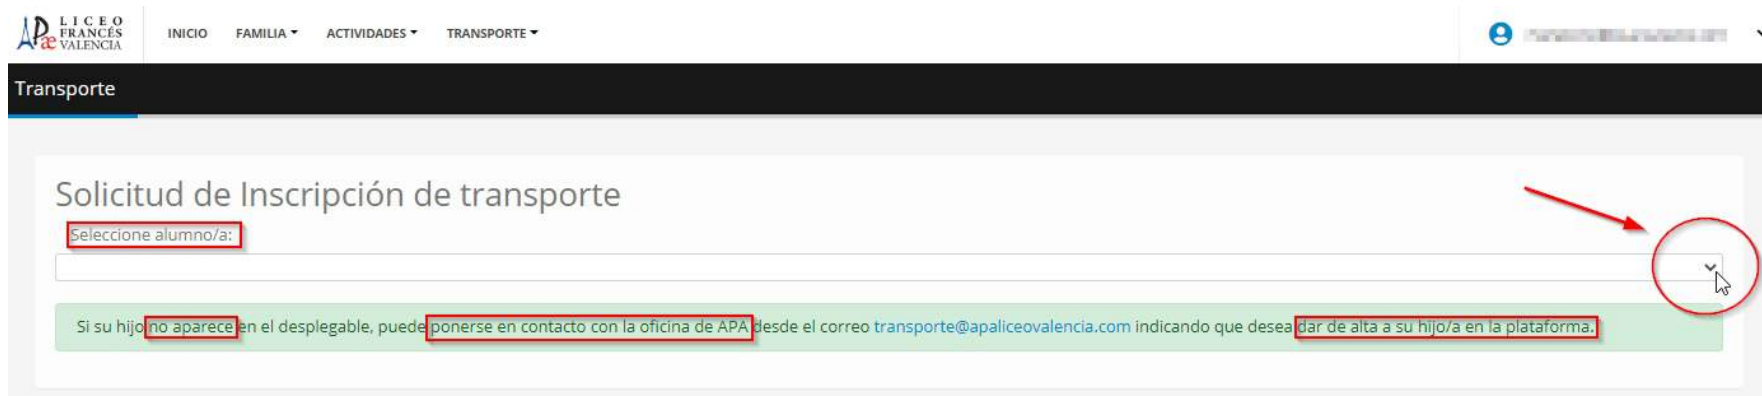 LICEO
FRANCÉS
VALENCIA
APæ
INICIO FAMILIA ACTIVIDADES TRANSPORTE
Transporte
Solicitud de Inscripción de transporte
Seleccione alumno/a:
Si su hijo no aparece en el desplegable, puede ponerse en contacto con la oficina de APA desde el correo transporte@apaliceovalencia.com indicando que desea dar de alta a su hijo/a en la plataforma.